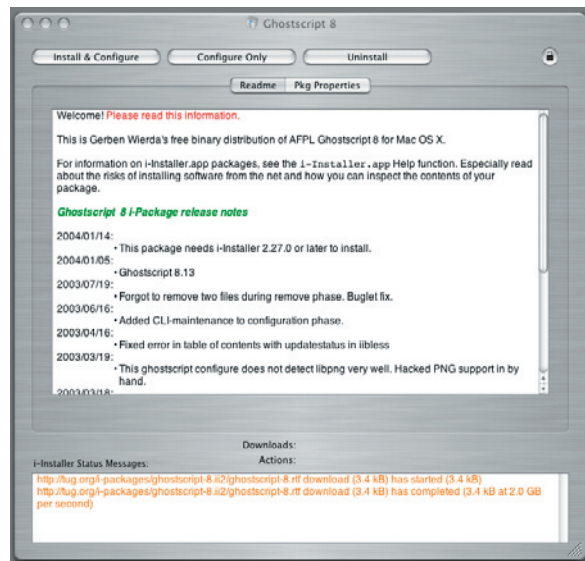 Ghostscript 8
Install & Configure Configure Only Uninstall
Readme Pkg Properties
Welcome! Please read this information.
This is Gerben Wierda's free binary distribution of AFPL Ghostscript 8 for Mac OS X.
For information on i-Installer.app packages, see the i-Installer.app Help function. Especially read
about the risks of installing software from the net and how you can inspect the contents of your
package.
Ghostscript 8 i-Package release notes
2004/01/14:
• This package needs i-Installer 2.27.0 or later to install.
2004/01/05:
• Ghostscript 8.13
2003/07/19:
• Forgot to remove two files during remove phase. Buglet fix.
2003/06/16:
• Added CLI-maintenance to configuration phase.
2003/04/16:
• Fixed error in table of contents with updatestatus in iibless
2003/03/19:
• This ghostscript configure does not detect libpng very well. Hacked PNG support in by
hand.
2003/03/18:
Downloads:
i-Installer Status Messages: Actions:
http://tug.org/i-packages/ghostscript-8.ii2/ghostscript-8.rtf download (3.4 kB) has started (3.4 kB)
http://tug.org/i-packages/ghostscript-8.ii2/ghostscript-8.rtf download (3.4 kB) has completed (3.4 kB at 2.0 GB
per second)